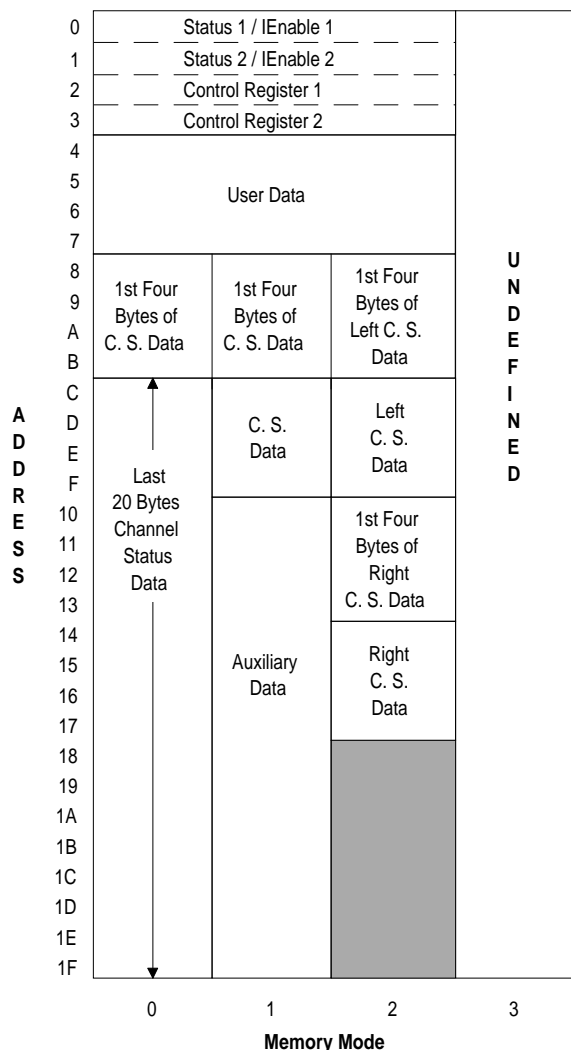 0
Status 1 / IEnable 1
1
Status 2 / IEnable 2
2
Control Register 1
3
Control Register 2
4
5
6
7
User Data
8
9
A
B
1st Four
Bytes of
C. S. Data
1st Four
Bytes of
C. S. Data
1st Four
Bytes of
Left C. S.
Data
UNDEFINED
ADDRESS
C
D
E
F
C. S.
Data
Left
C. S.
Data
Last
20 Bytes
Channel
Status
Data
10
11
12
13
1st Four
Bytes of
Right
C. S. Data
14
15
16
17
Auxiliary
Data
Right
C. S.
Data
18
19
1A
1B
1C
1D
1E
1F
0 1 2 3
Memory Mode